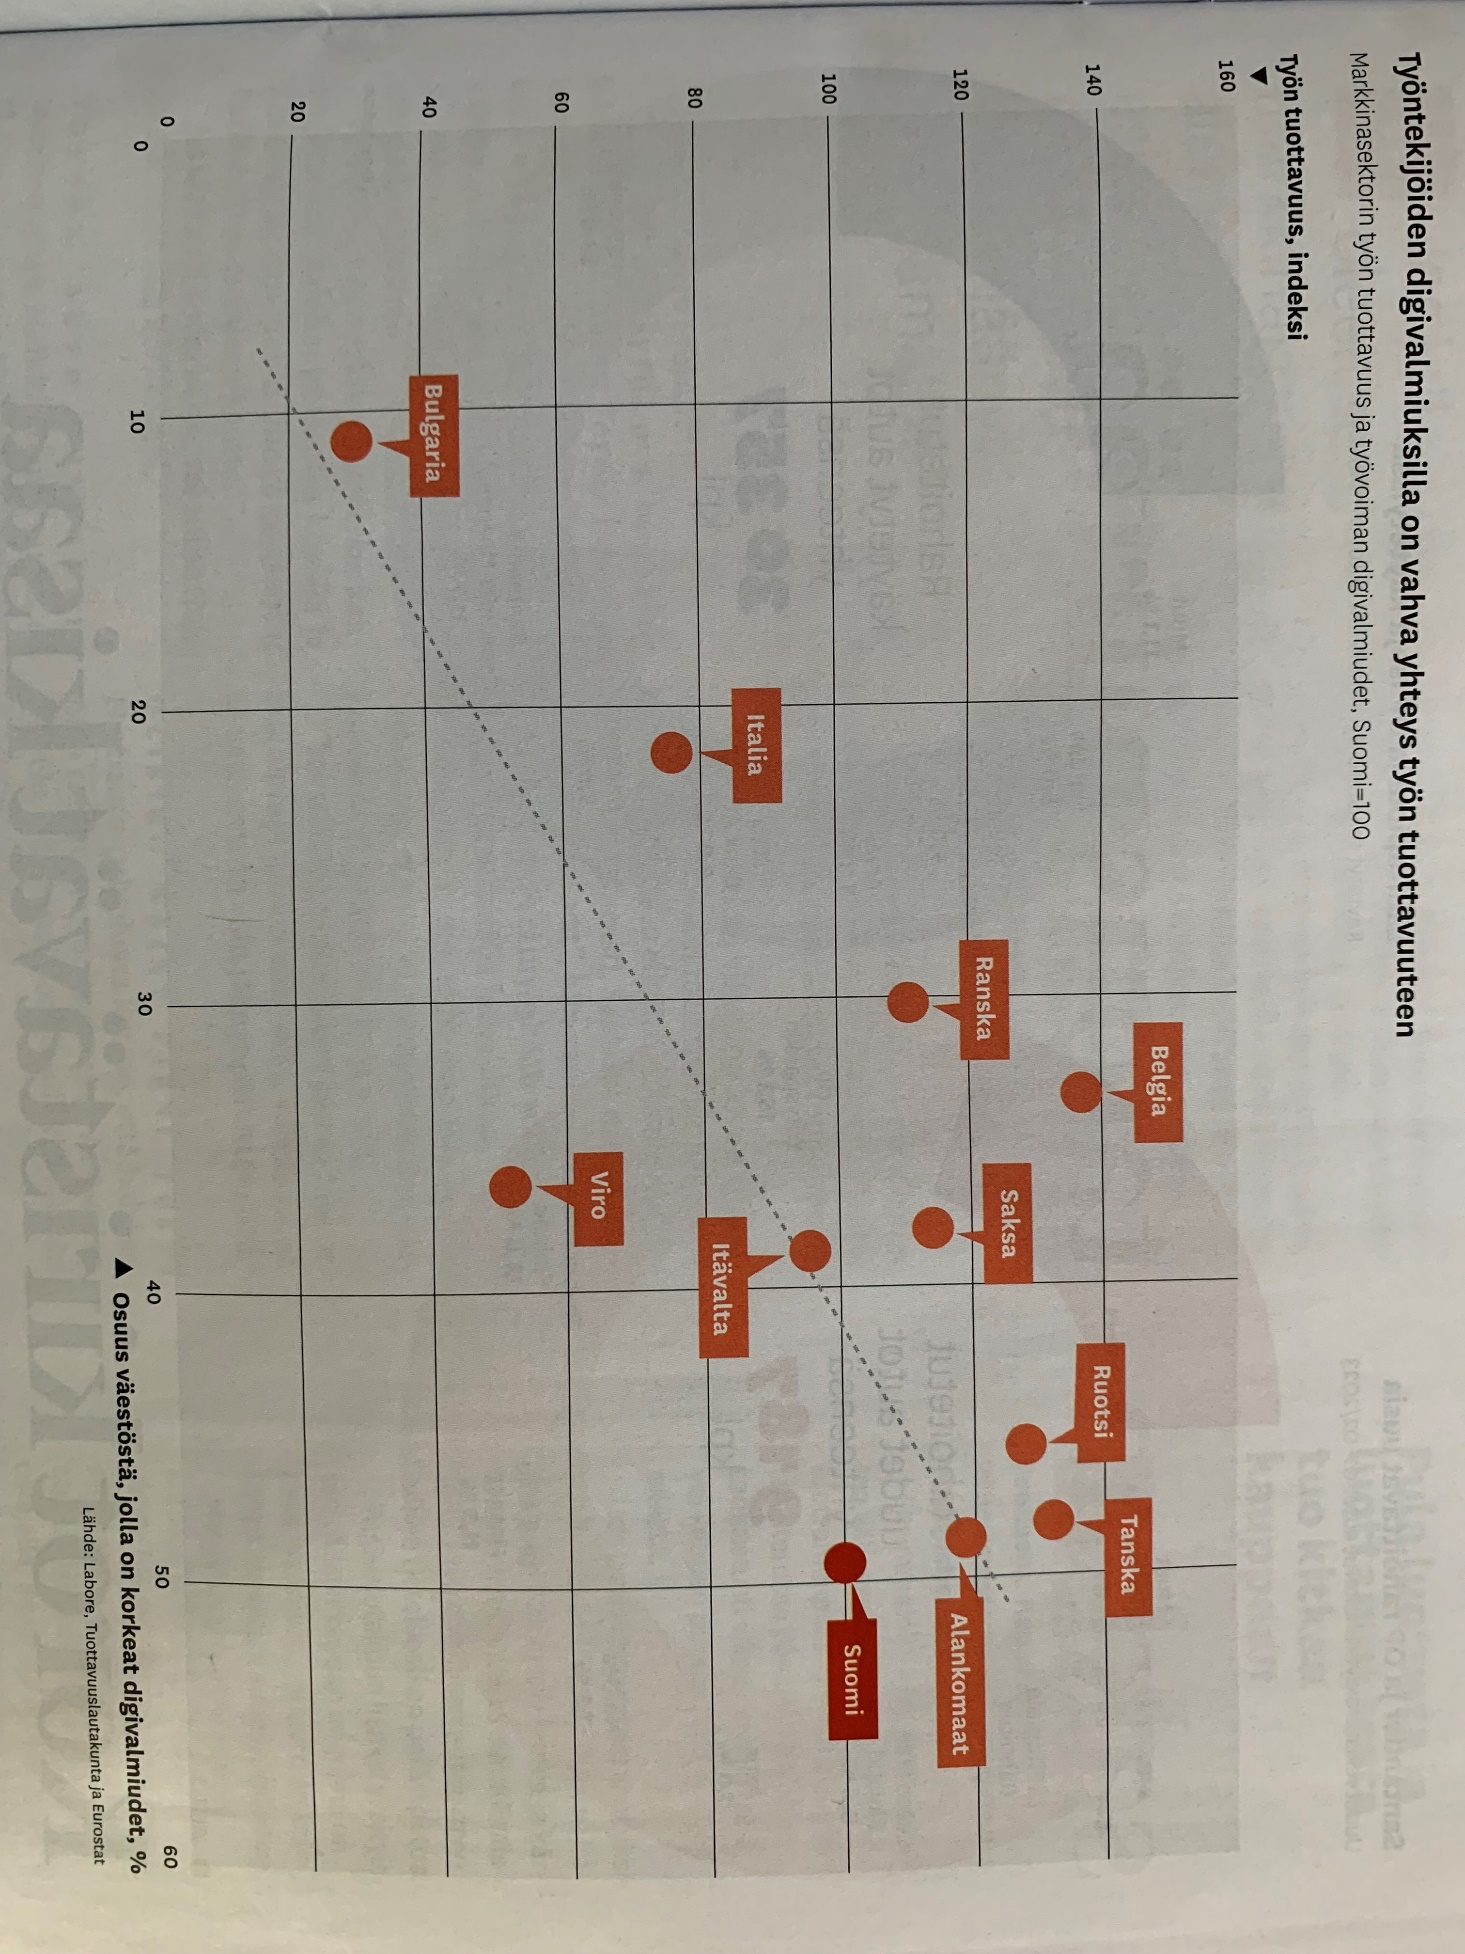 Työntekijöiden digivalmiuksilla on vahva yhteys työn tuottavuuteen
Markkinasektorin työn tuottavuus ja työvoiman digivalmiudet, Suomi=100
Työn tuottavuus, indeksi
▼
160
140
120
100
80
60
40
20
0
Belgia
Ruotsi
Tanska
Saksa
Ranska
Alankomaat
Suomi
Italia
Itävalta
Viro
Bulgaria
0
10
20
30
40
50
60
▲ Osuus väestöstä, jolla on korkeat digivalmiudet, %
Lähde: Labore, Tuottavuuslautakunta ja Eurostat